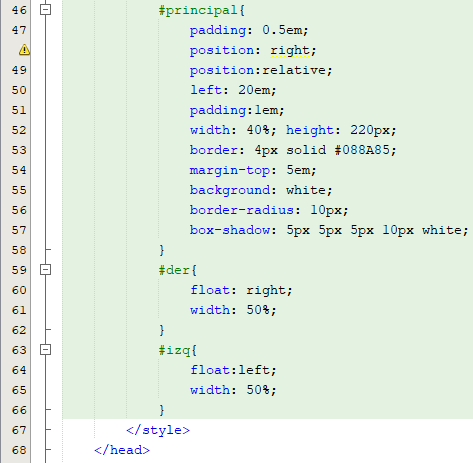 46 #principal{
47 padding: 0.5em;
position: right;
49 position:relative;
50 left: 20em;
51 padding:1em;
52 width: 40%; height: 220px;
53 border: 4px solid #088A85;
54 margin-top: 5em;
55 background: white;
56 border-radius: 10px;
57 box-shadow: 5px 5px 5px 10px white;
58 }
59 #der{
60 float: right;
61 width: 50%;
62 }
63 #izq{
64 float:left;
65 width: 50%;
66 }
67 </style>
68 </head>